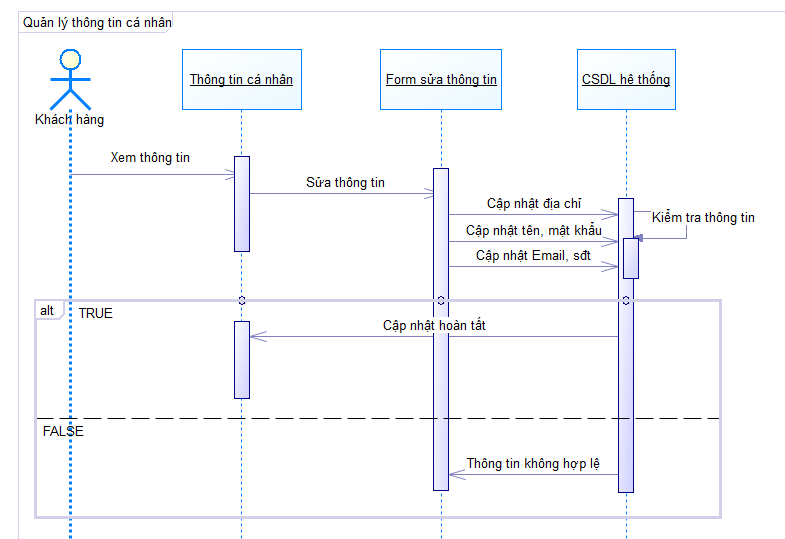 Quản lý thông tin cá nhân
Khách hàng
Thông tin cá nhân
Form sửa thông tin
CSDL hê thống
Xem thông tin
Sửa thông tin
Cập nhật địa chỉ
Kiểm tra thông tin
Cập nhật tên, mật khẩu
Cập nhật Email, sđt
alt
TRUE
Cập nhật hoàn tất
FALSE
Thông tin không hợp lệ